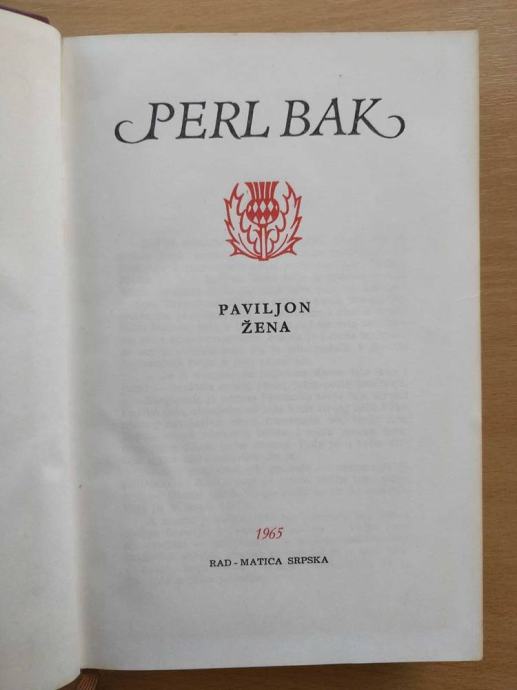 PERL BAK
PAVILJON
ŽENA
1965
RAD - MATICA SRPSKA